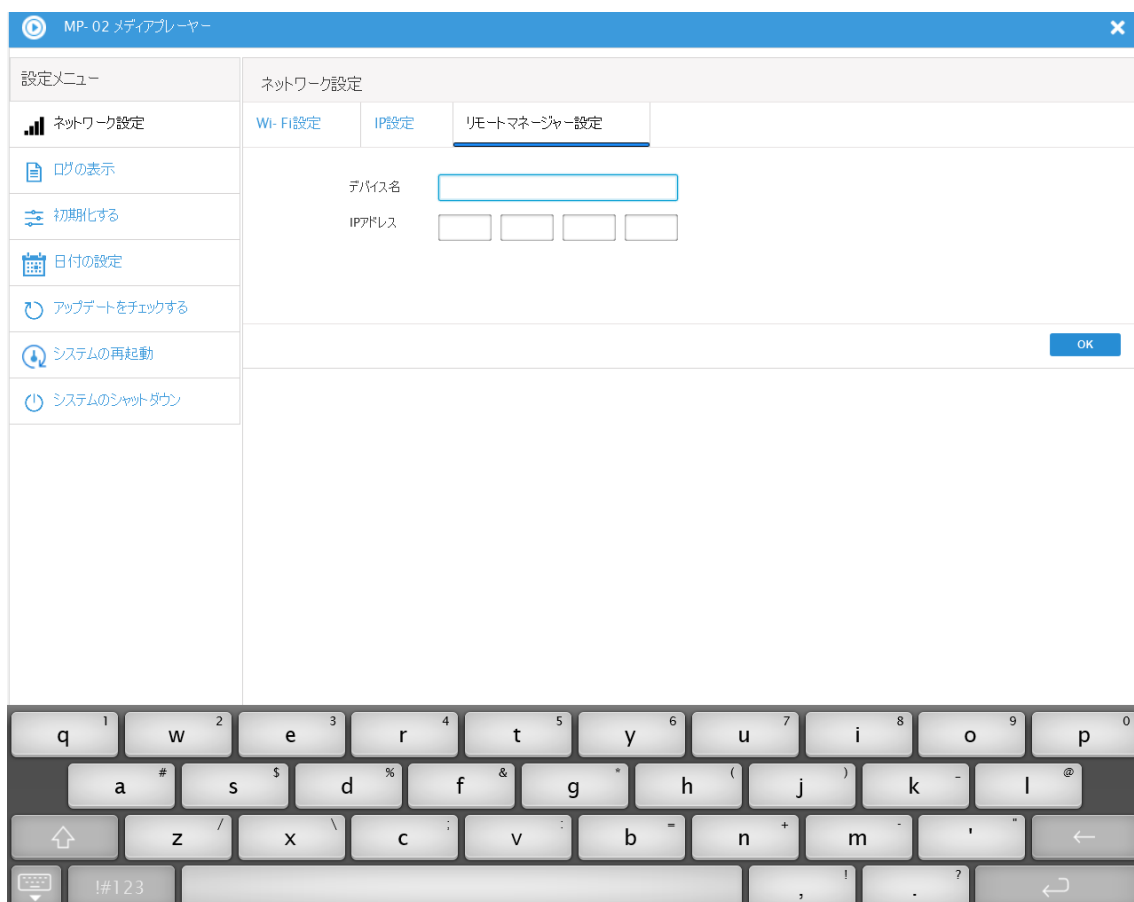 MP- 02 メディアプレーヤー
設定メニュー
ネットワーク設定
ログの表示
初期化する
日付の設定
アップデートをチェックする
システムの再起動
システムのシャットダウン
ネットワーク設定
Wi- Fi設定 IP設定 リモートマネージャー設定
デバイス名
IPアドレス
OK
q 1 w 2 e 3 r 4 t 5 y 6 u 7 i 8 o 9 p 0
a # s $ d % f & g * h ( j ) k - l @
z / x \ c ; v : b = n + m - ' "
!#123 , ! . ?